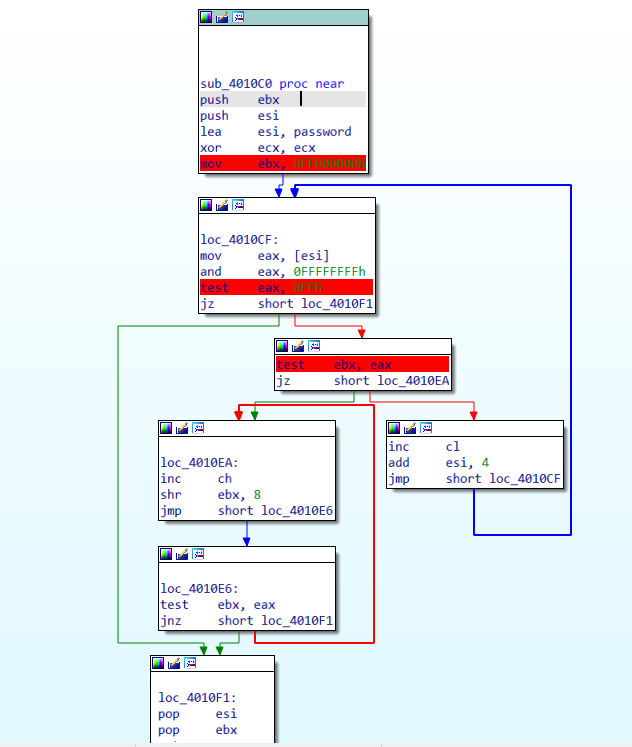 sub_4010C0 proc near
push ebx
push esi
lea esi, password
xor ecx, ecx
mov ebx, 0FF000000h
loc_4010CF:
mov eax, [esi]
and eax, 0FFFFFFFFh
test eax, 0FFh
jz short loc_4010F1
test ebx, eax
jz short loc_4010EA
loc_4010EA:
inc ch
shr ebx, 8
jmp short loc_4010E6
inc cl
add esi, 4
jmp short loc_4010CF
loc_4010E6:
test ebx, eax
jnz short loc_4010F1
loc_4010F1:
pop esi
pop ebx